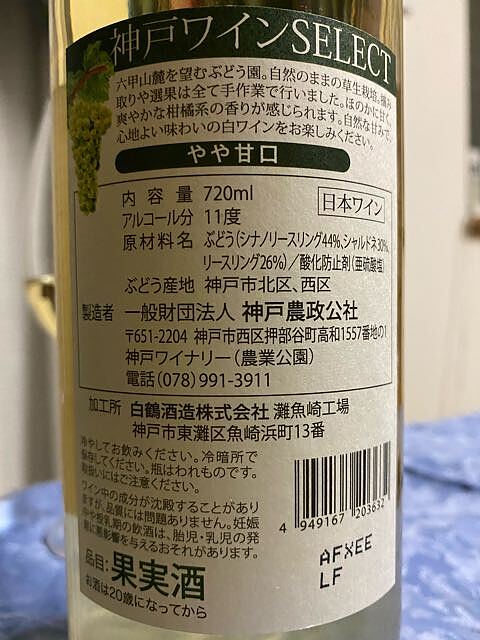 神戸ワインSELECT
六甲山麓を望むぶどう園。自然のままの草生栽培。摘み
取りや選果は全て手作業で行いました。ほのかに甘く、
爽やかな柑橘系の香りが感じられます。自然な甘みで、
心地よい味わいの白ワインをお楽しみください。
やや甘口
内容量 720ml
日本ワイン
アルコール分 11度
原材料名 ぶどう(シナノリースリング44%、シャルドネ30%
リースリング26%)/酸化防止剤(亜硫酸塩)
ぶどう産地 神戸市北区、西区
製造者 一般財団法人 神戸農政公社
〒651-2204 神戸市西区押部谷町高和1557番地の1
神戸ワイナリー(農業公園)
電話(078)991-3911
加工所 白鶴酒造株式会社 灘魚崎工場
神戸市東灘区魚崎浜町13番
冷やしてお飲みください。冷暗所で
保存してください。瓶はわれものです。
取扱いにはご注意ください。
ワイン中の成分が沈殿することがあり
ますが、品質には問題ありません。妊娠
中や授乳期の飲酒は、胎児・乳児の発
育に悪影響を与えるおそれがあります。
4 949167 203632
AFXEE
LF
品目:果実酒
お酒は20歳になってから